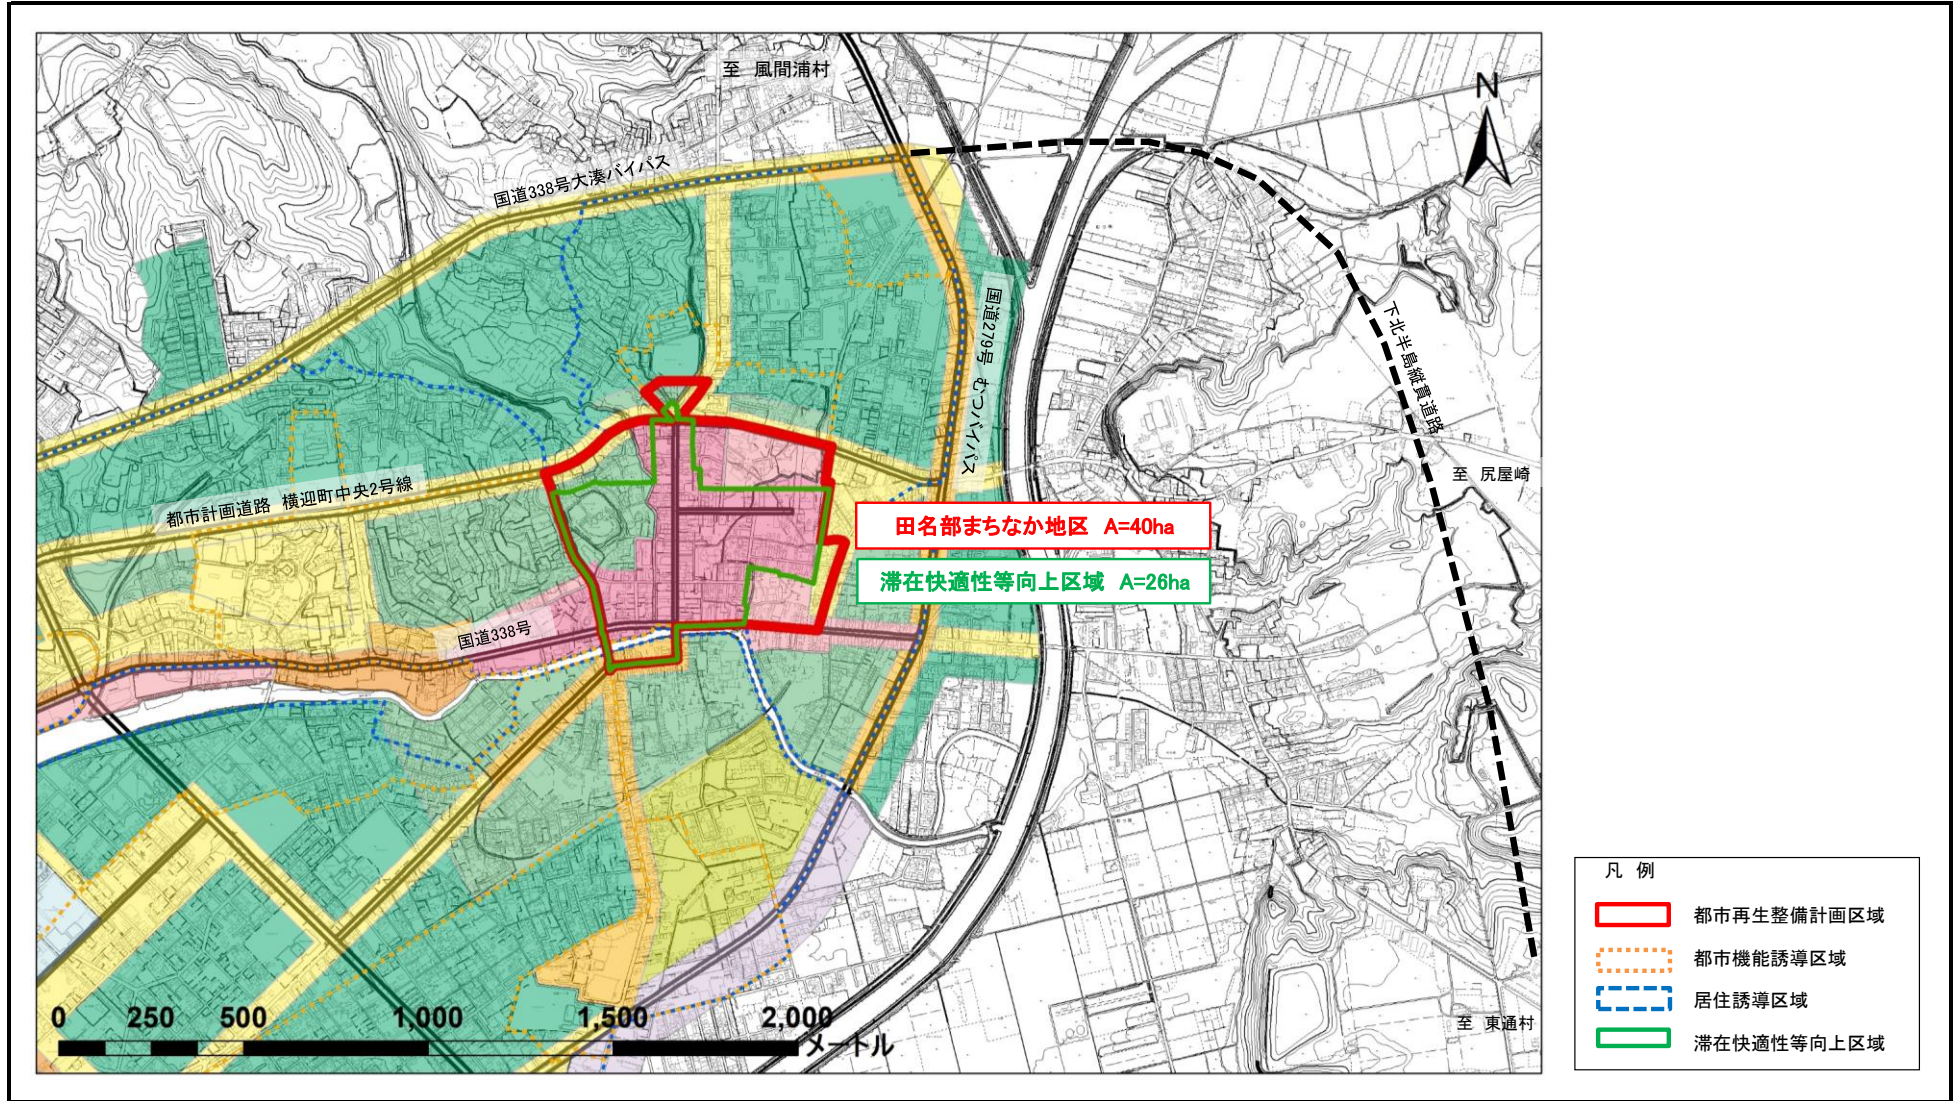 至 風間浦村
N
国道338号大湊バイパス
国道279号 むつバイパス
下北半島縦貫道路
至 尻屋崎
都市計画道路 横迎町中央2号線
田名部まちなか地区 A=40ha
滞在快適性等向上区域 A=26ha
国道338号
凡 例
都市再生整備計画区域
都市機能誘導区域
居住誘導区域
滞在快適性等向上区域
0 250 500 1,000 1,500 2,000
メートル
至 東通村